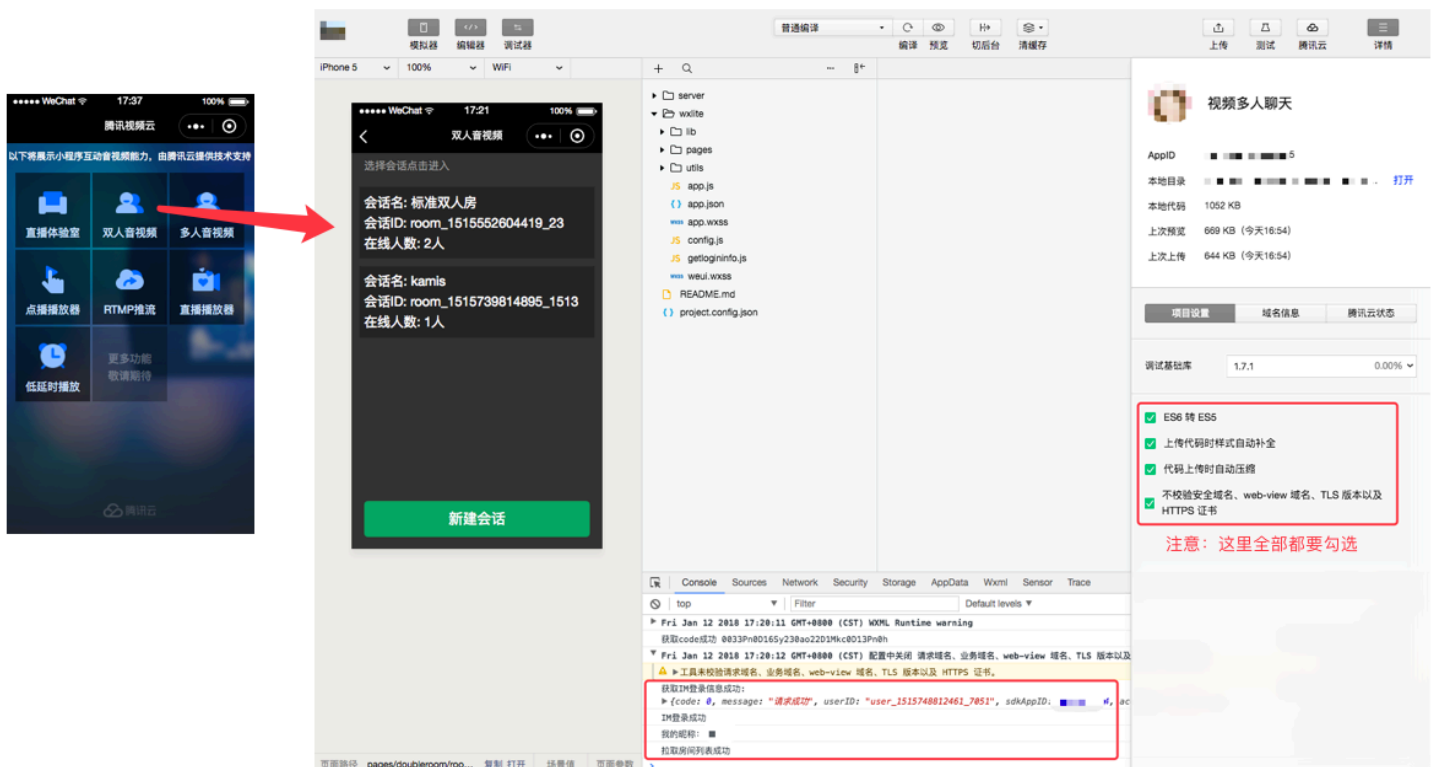 WeChat 17:37 100%
腾讯视频云
以下将展示小程序互动音视频能力，由腾讯云提供技术支持
直播体验室 双人音视频 多人音视频
点播播放器 RTMP推流 直播播放器
低延时播放 更多功能
敬请期待
腾讯云
模拟器 编辑器 调试器
普通编译
编译 预览 切后台 清缓存
上传 测试 腾讯云 详情
iPhone 5 100% WiFi
WeChat 17:21 100%
双人音视频
选择会话点击进入
会话名: 标准双人房
会话ID: room_1515552604419_23
在线人数: 2人
会话名: kamis
会话ID: room_1515739814895_1513
在线人数: 1人
新建会话
页面路径 pages/doubleroom/roo... 复制 打开 场景值 页面参数
server
wxlite
lib
pages
utils
JS app.js
{} app.json
wxss app.wxss
JS config.js
JS getlogininfo.js
wxss weui.wxss
README.md
{} project.config.json
Console Sources Network Security Storage AppData Wxml Sensor Trace
top Filter Default levels
Fri Jan 12 2018 17:20:11 GMT+0800 (CST) WXML Runtime warning
获取code成功 0033Pn0D16Sy230ao22D1Mkc0D13Pn0h
Fri Jan 12 2018 17:20:12 GMT+0800 (CST) 配置中关闭 请求域名、业务域名、web-view 域名、TLS 版本以及
工具未校验请求域名、业务域名、web-view 域名、TLS 版本以及 HTTPS 证书。
获取IM登录信息成功:
{code: 0, message: "请求成功", userID: "user_1515748812461_7051", sdkAppID: , ac
IM登录成功
我的昵称:
拉取房间列表成功
视频多人聊天
AppID 5
本地目录 打开
本地代码 1052 KB
上次预览 669 KB（今天16:54）
上次上传 644 KB（今天16:54）
项目设置 域名信息 腾讯云状态
调试基础库 1.7.1 0.00%
ES6 转 ES5
上传代码时样式自动补全
代码上传时自动压缩
不校验安全域名、web-view 域名、TLS 版本以及
HTTPS 证书
注意：这里全部都要勾选